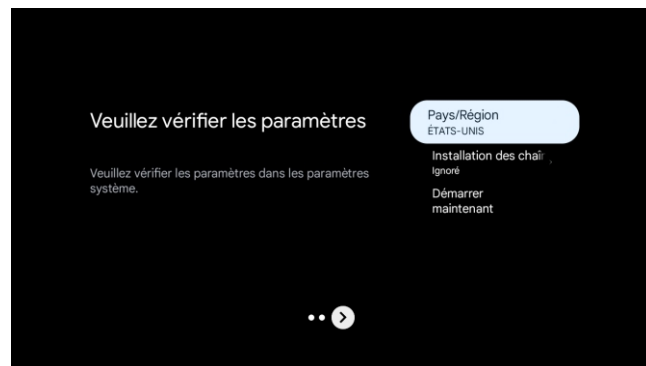 Veuillez vérifier les paramètres
Veuillez vérifier les paramètres dans les paramètres
système.
Pays/Région
ÉTATS-UNIS
Installation des chaî
Ignoré
Démarrer
maintenant